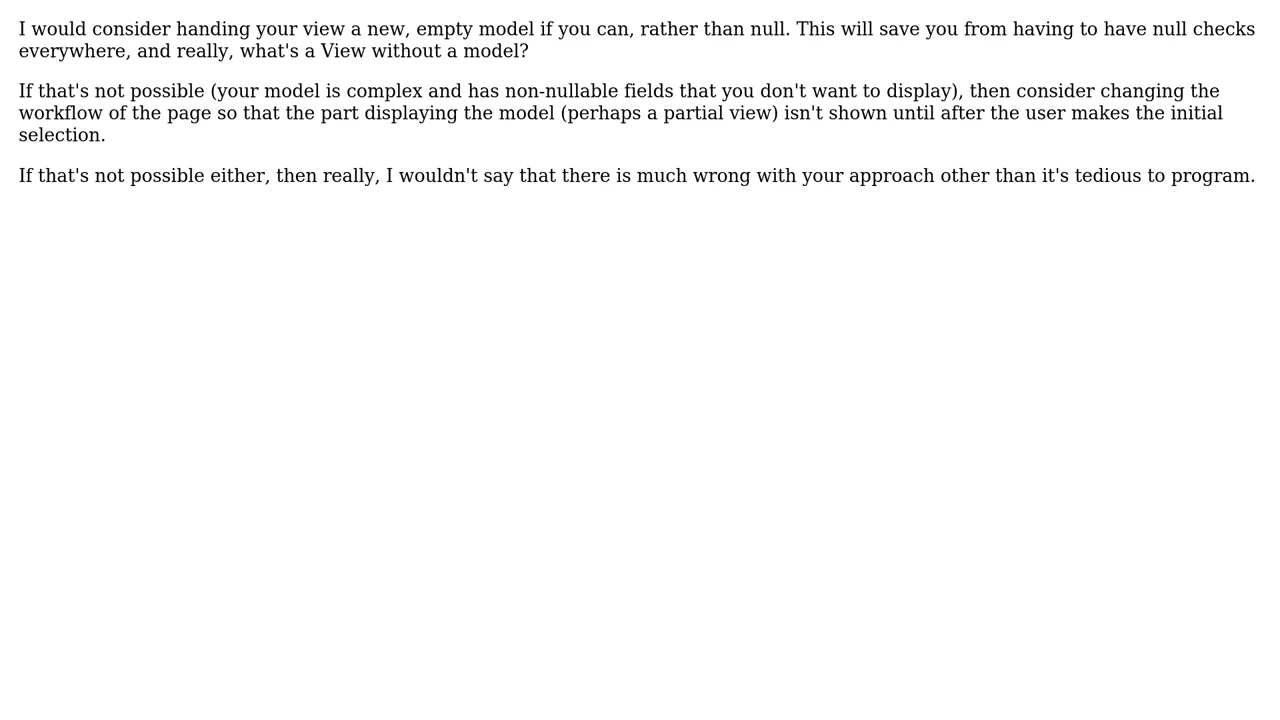 I would consider handing your view a new, empty model if you can, rather than null. This will save you from having to have null checks
everywhere, and really, what's a View without a model?
If that's not possible (your model is complex and has non-nullable fields that you don't want to display), then consider changing the
workflow of the page so that the part displaying the model (perhaps a partial view) isn't shown until after the user makes the initial
selection.
If that's not possible either, then really, I wouldn't say that there is much wrong with your approach other than it's tedious to program.